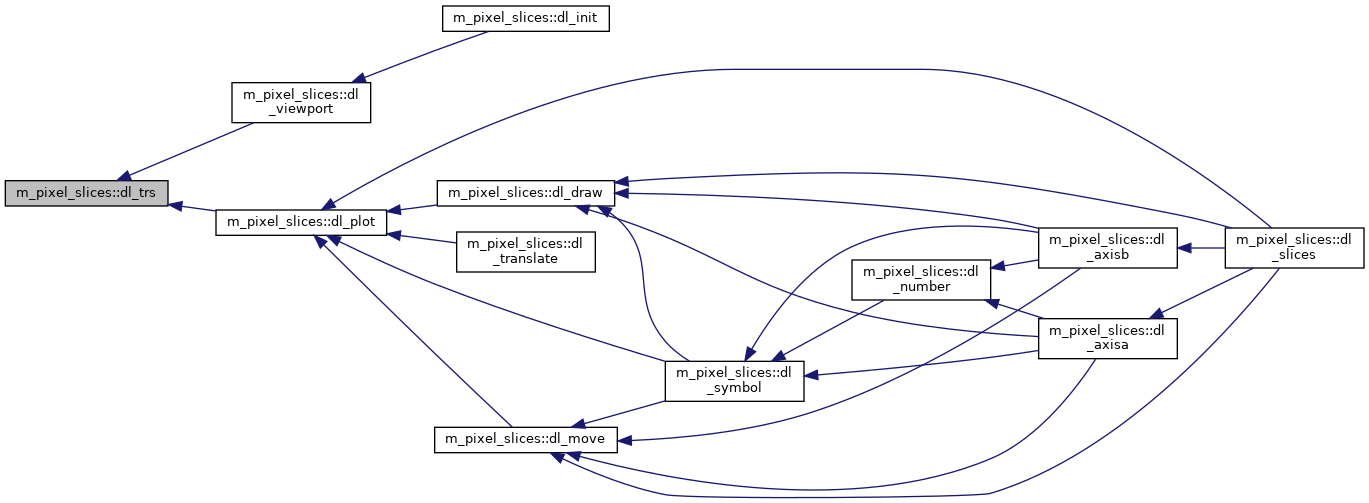 m_pixel_slices::dl_init
m_pixel_slices::dl
_viewport
m_pixel_slices::dl_trs
m_pixel_slices::dl_draw
m_pixel_slices::dl_plot
m_pixel_slices::dl
_translate
m_pixel_slices::dl
_axisb
m_pixel_slices::dl
_slices
m_pixel_slices::dl
_number
m_pixel_slices::dl
_axisa
m_pixel_slices::dl
_symbol
m_pixel_slices::dl_move